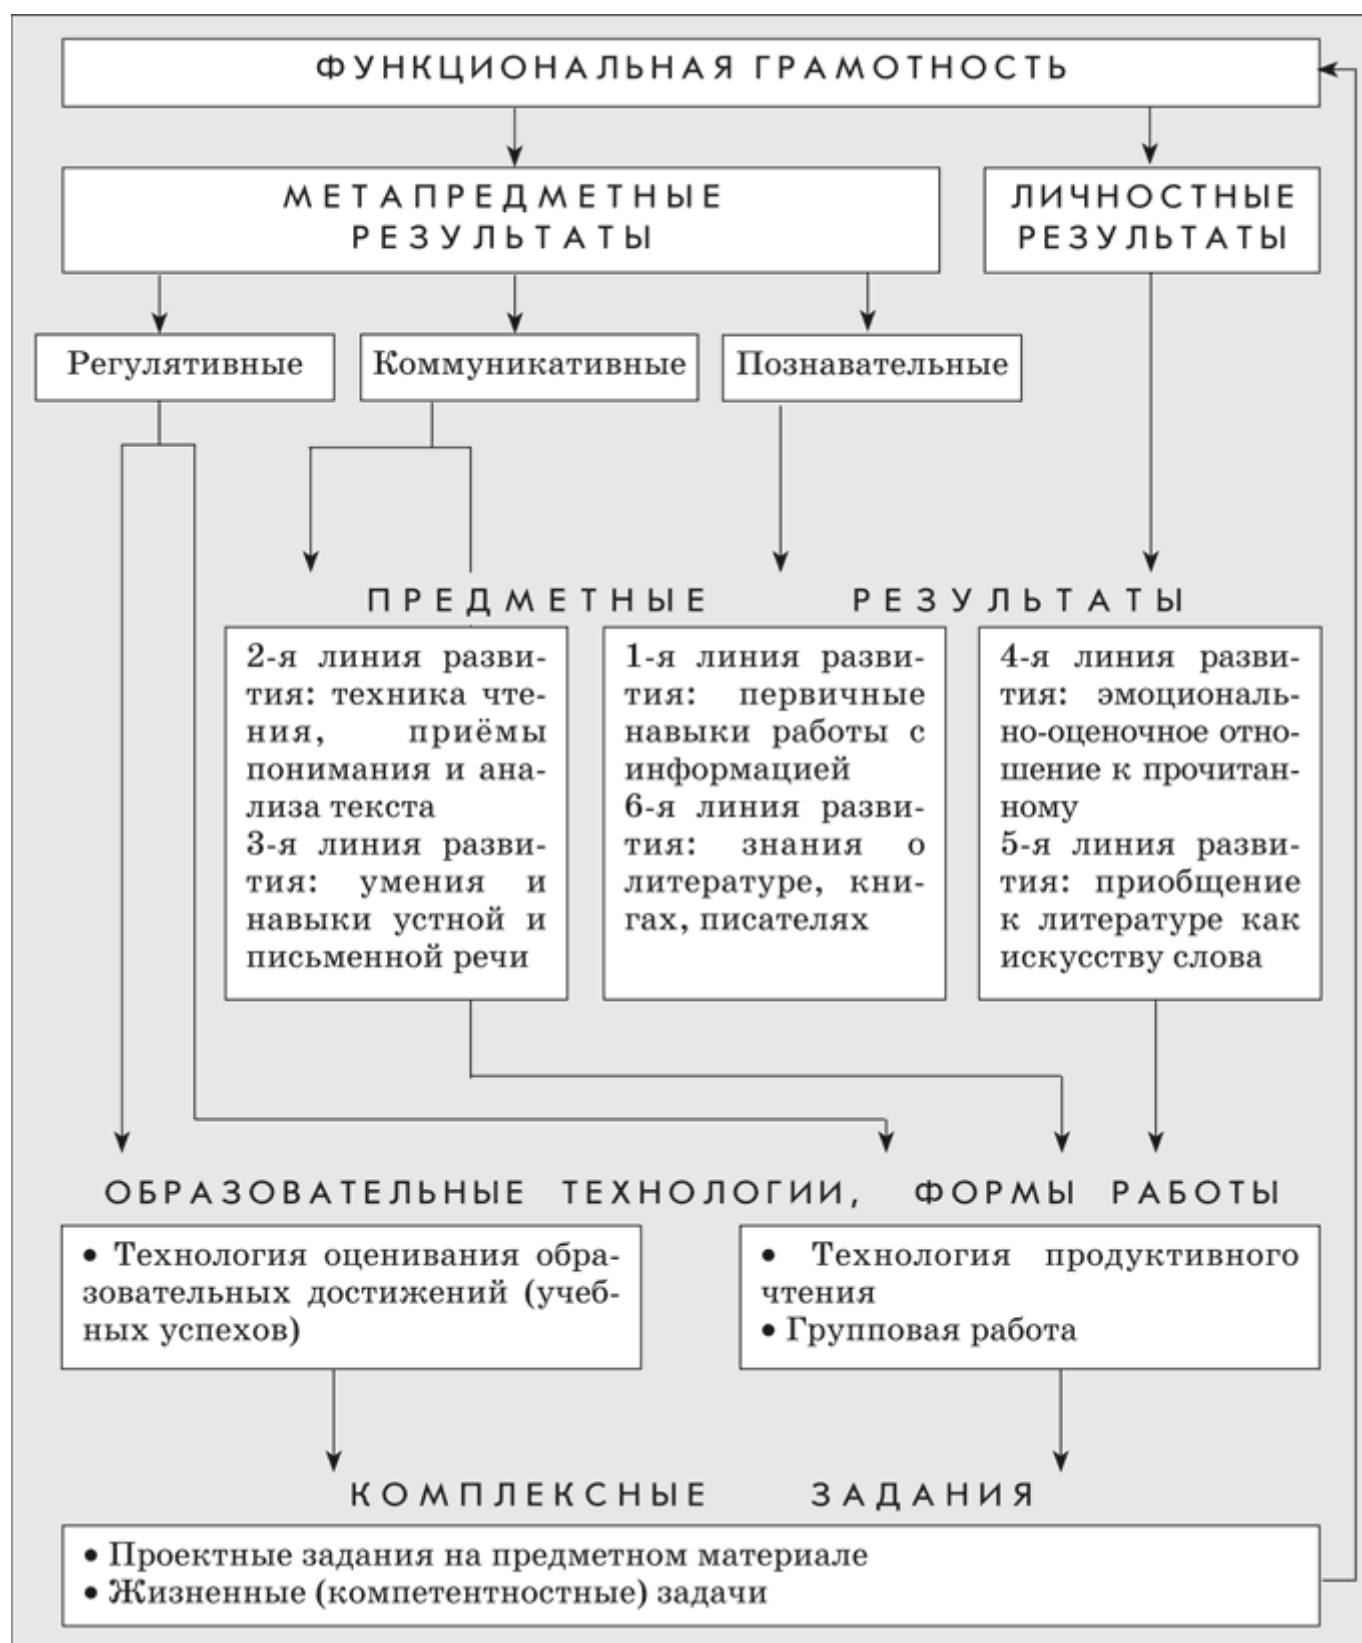 ФУНКЦИОНАЛЬНАЯ ГРАМОТНОСТЬ
МЕТАПРЕДМЕТНЫЕ
РЕЗУЛЬТАТЫ
ЛИЧНОСТНЫЕ
РЕЗУЛЬТАТЫ
Регулятивные
Коммуникативные
Познавательные
ПРЕДМЕТНЫЕ РЕЗУЛЬТАТЫ
2-я линия разви-
тия: техника чте-
ния, приёмы
понимания и ана-
лиза текста
3-я линия разви-
тия: умения и
навыки устной и
письменной речи
1-я линия разви-
тия: первичные
навыки работы с
информацией
6-я линия разви-
тия: знания о
литературе, кни-
гах, писателях
4-я линия разви-
тия: эмоциональ-
но-оценочное отно-
шение к прочитан-
ному
5-я линия разви-
тия: приобщение
к литературе как
искусству слова
ОБРАЗОВАТЕЛЬНЫЕ ТЕХНОЛОГИИ, ФОРМЫ РАБОТЫ
• Технология оценивания обра-
зовательных достижений (учеб-
ных успехов)
• Технология продуктивного
чтения
• Групповая работа
КОМПЛЕКСНЫЕ ЗАДАНИЯ
• Проектные задания на предметном материале
• Жизненные (компетентностные) задачи